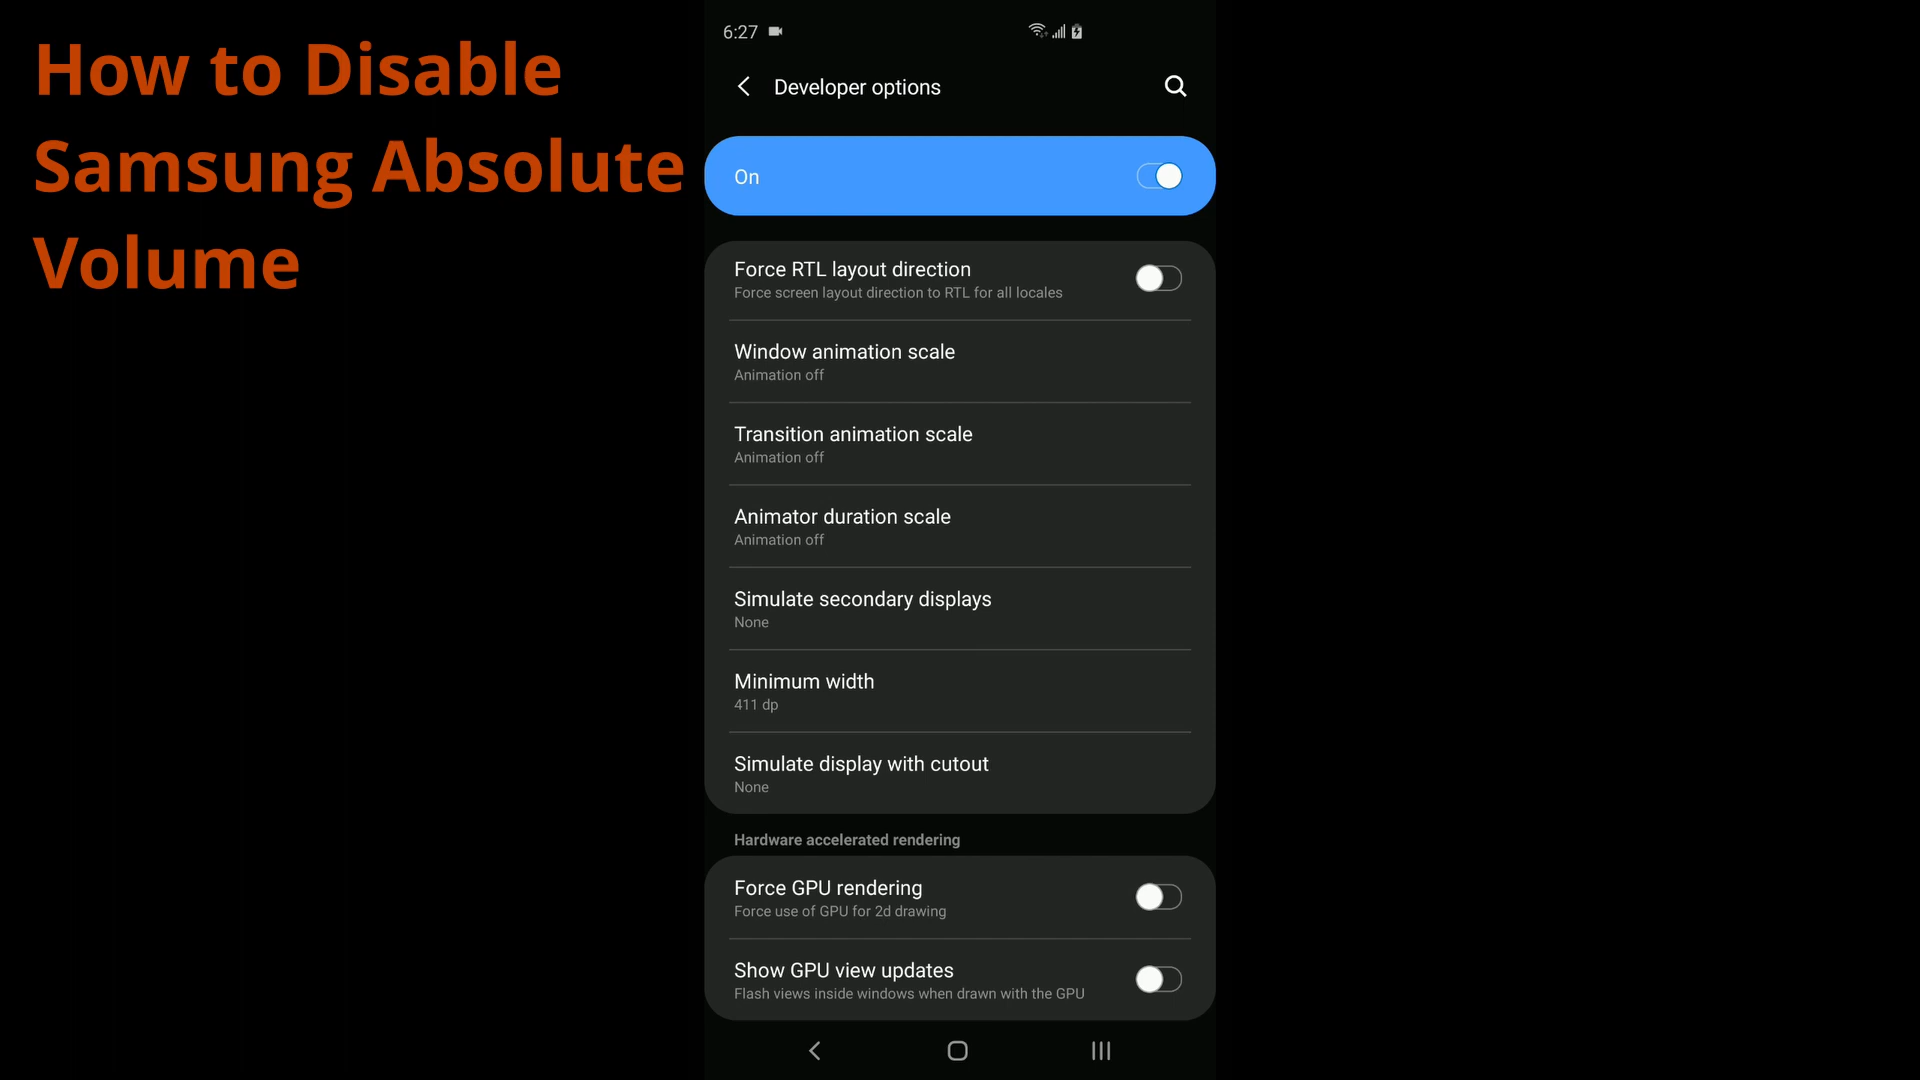 How to Disable
Samsung Absolute
Volume
6:27
Developer options
On
Force RTL layout direction
Force screen layout direction to RTL for all locales
Window animation scale
Animation off
Transition animation scale
Animation off
Animator duration scale
Animation off
Simulate secondary displays
None
Minimum width
411 dp
Simulate display with cutout
None
Hardware accelerated rendering
Force GPU rendering
Force use of GPU for 2d drawing
Show GPU view updates
Flash views inside windows when drawn with the GPU